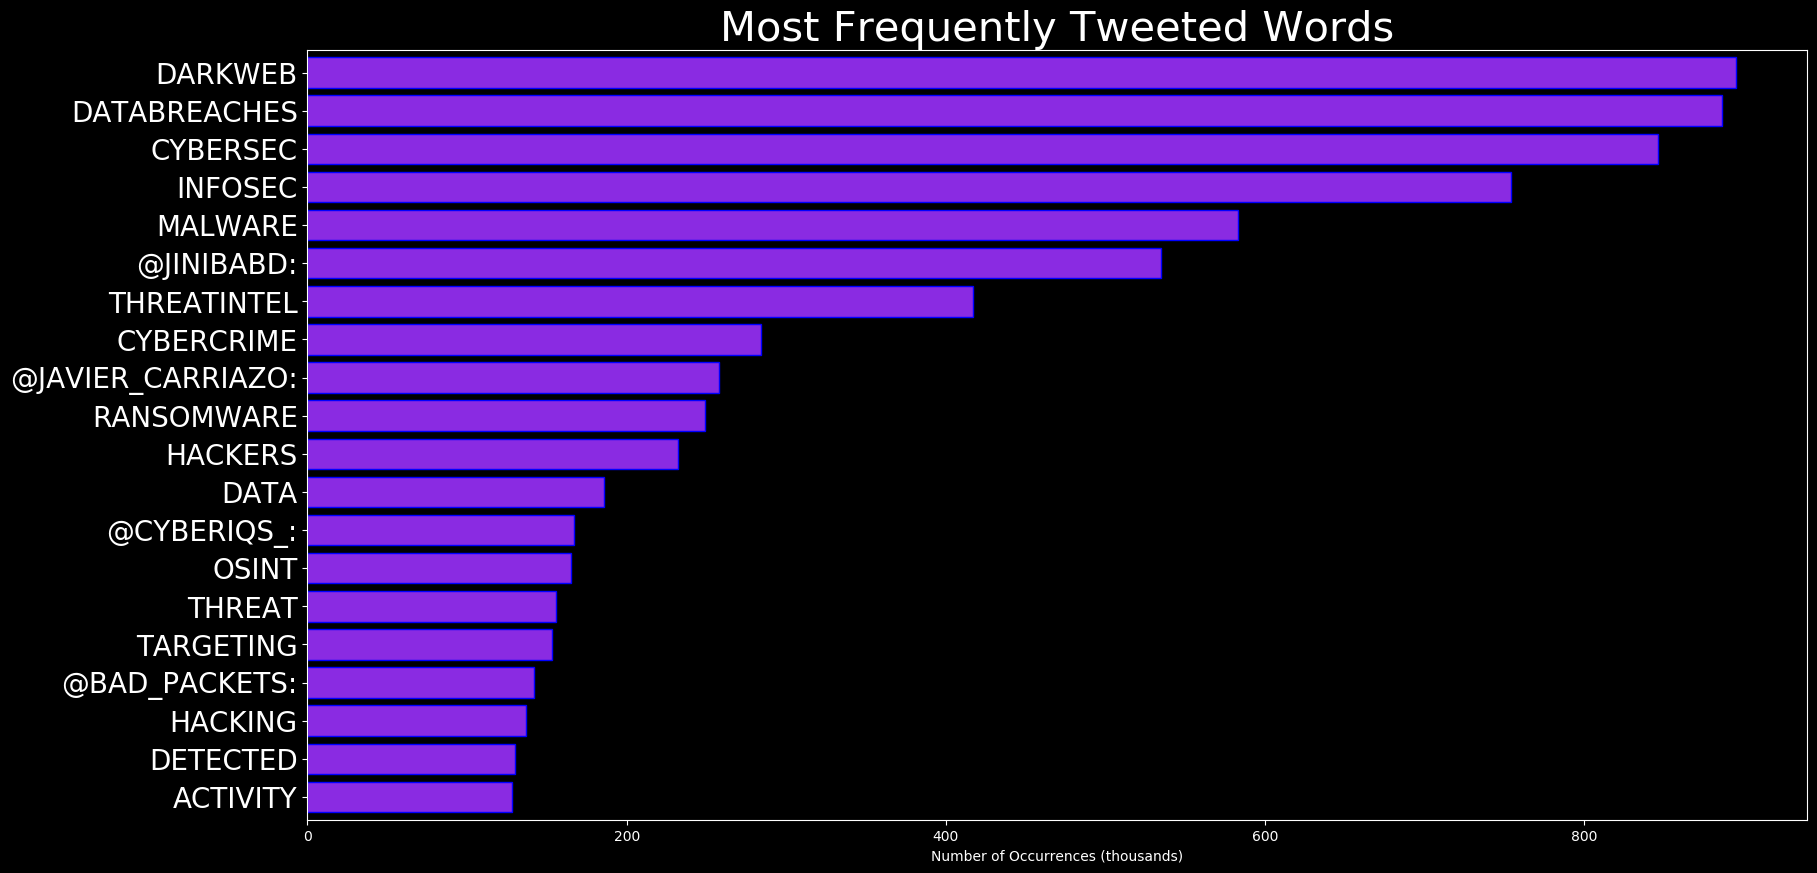 Most Frequently Tweeted Words
DARKWEB
DATABREACHES
CYBERSEC
INFOSEC
MALWARE
@JINIBABD:
THREATINTEL
CYBERCRIME
@JAVIER_CARRIAZO:
RANSOMWARE
HACKERS
DATA
@CYBERIQS_:
OSINT
THREAT
TARGETING
@BAD_PACKETS:
HACKING
DETECTED
ACTIVITY
0 200 400 600 800
Number of Occurrences (thousands)